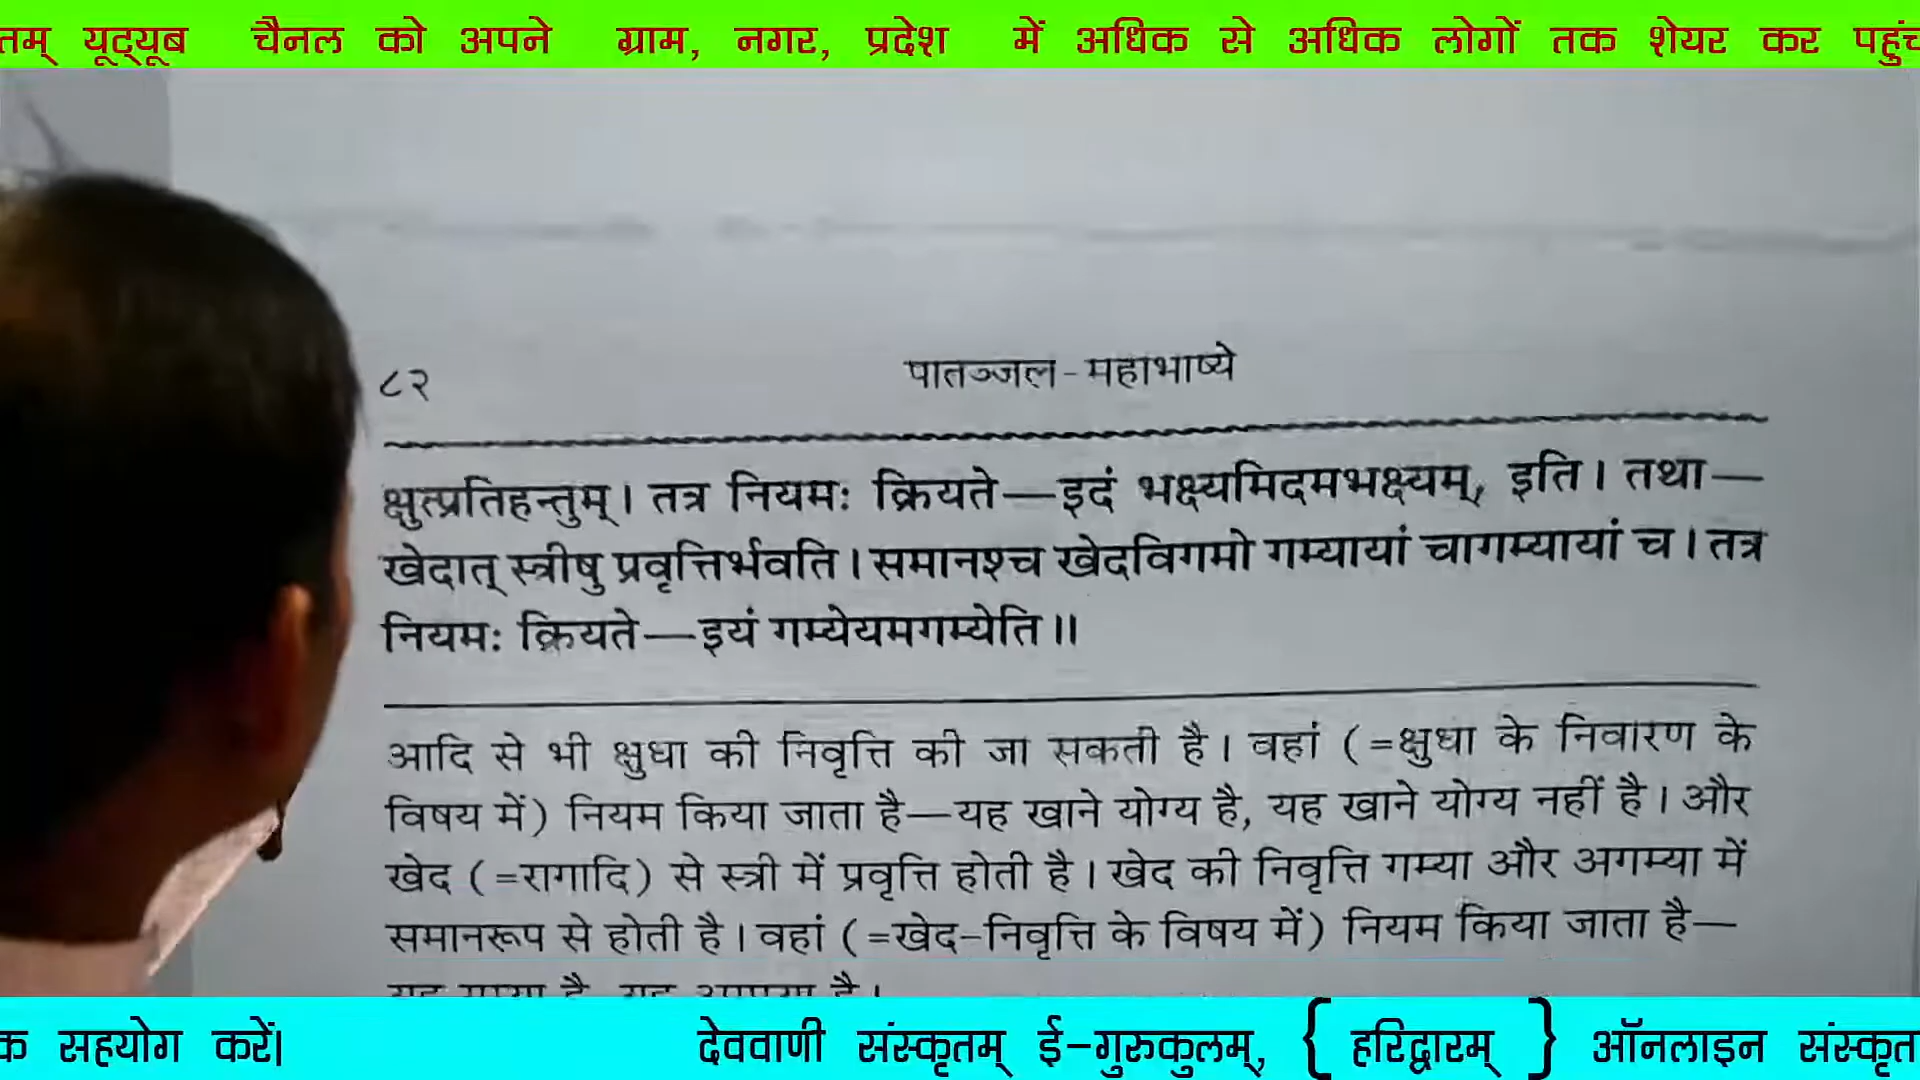 यूट्यूब चैनल को अपने ग्राम, नगर, प्रदेश में अधिक से अधिक लोगों तक शेयर कर
८२ पातञ्जल-महाभाष्ये
क्षुत्प्रतिहन्तुम्। तत्र नियमः क्रियते—इदं भक्ष्यमिदमभक्ष्यम्, इति। तथा—
खेदात् स्त्रीषु प्रवृत्तिर्भवति। समानश्च खेदविगमो गम्यायां चागम्यायां च। तत्र
नियमः क्रियते—इयं गम्येयमगम्येति॥
आदि से भी क्षुधा की निवृत्ति की जा सकती है। वहां (=क्षुधा के निवारण के
विषय में) नियम किया जाता है—यह खाने योग्य है, यह खाने योग्य नहीं है। और
खेद (=रागादि) से स्त्री में प्रवृत्ति होती है। खेद की निवृत्ति गम्या और अगम्या में
समानरूप से होती है। वहां (=खेद-निवृत्ति के विषय में) नियम किया जाता है—
सहयोग करें। देववाणी संस्कृतम् ई-गुरुकुलम्, { हरिद्वारम् } ऑनलाइन